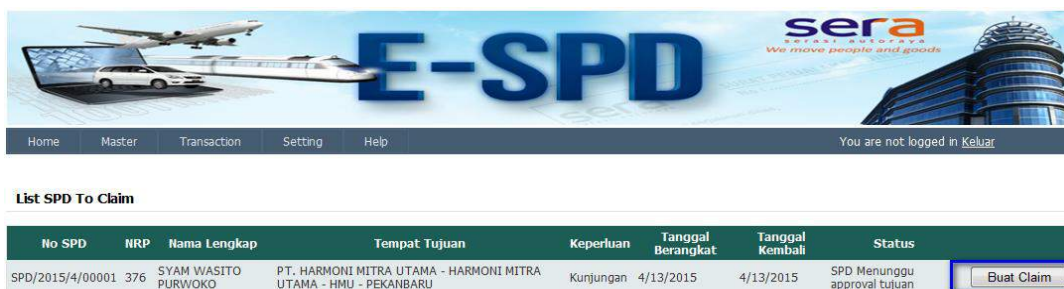 sera
serasi autoraya
We move people and goods
E-SPD
Home Master Transaction Setting Help You are not logged in Keluar
List SPD To Claim
No SPD NRP Nama Lengkap Tempat Tujuan Keperluan Tanggal Berangkat Tanggal Kembali Status
SPD/2015/4/00001 376 SYAM WASITO PURWOKO PT. HARMONI MITRA UTAMA - HARMONI MITRA UTAMA - HMU - PEKANBARU Kunjungan 4/13/2015 4/13/2015 SPD Menunggu approval tujuan Buat Claim